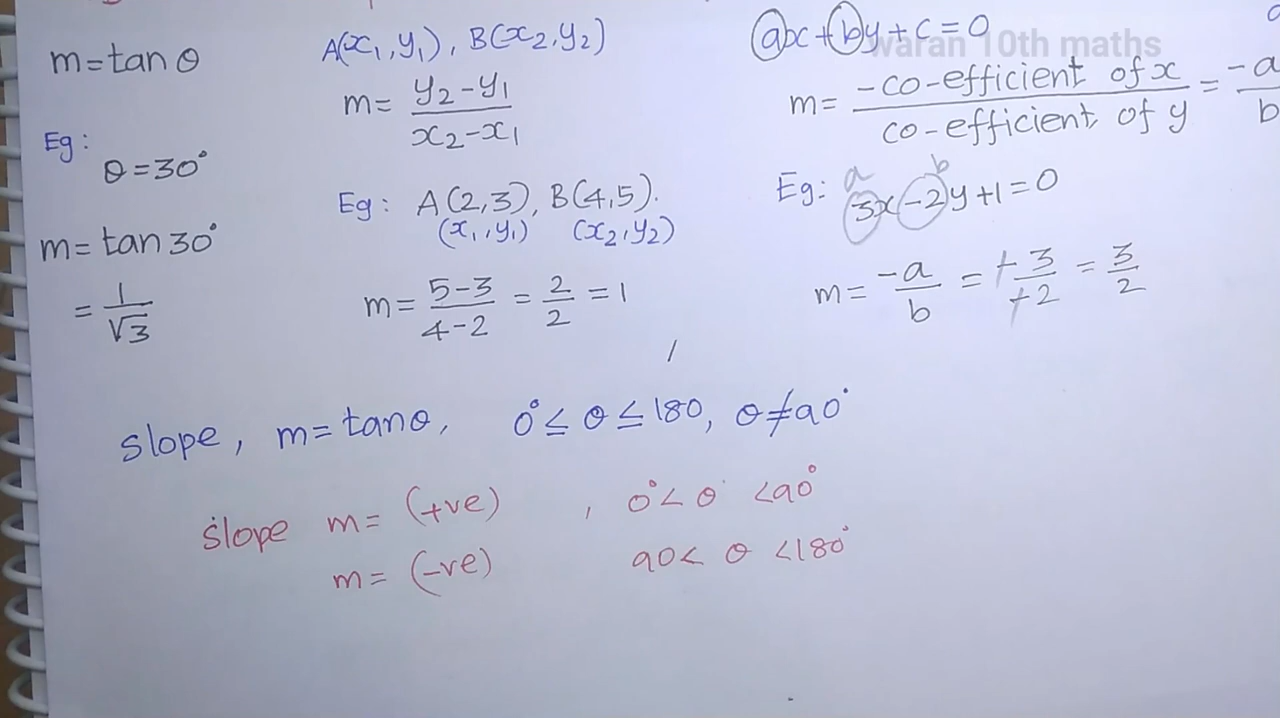 m=tanθ
Eg:
θ=30°
m=tan30°
= 1/√3
A(x₁,y₁), B(x₂,y₂)
m= y₂-y₁/x₂-x₁
Eg: A(2,3), B(4,5).
(x₁,y₁) (x₂,y₂)
m= 5-3/4-2 = 2/2 = 1
ax+by+c=0
waran 10th maths
m= -co-efficient of x/co-efficient of y = -a/b
a b
Eg: 3x-2y+1=0
m= -a/b = -3/-2 = 3/2
slope, m=tanθ, 0°≤θ≤180, θ≠90°
slope m= (+ve) , 0°<θ<90°
m= (-ve) 90<θ<180°